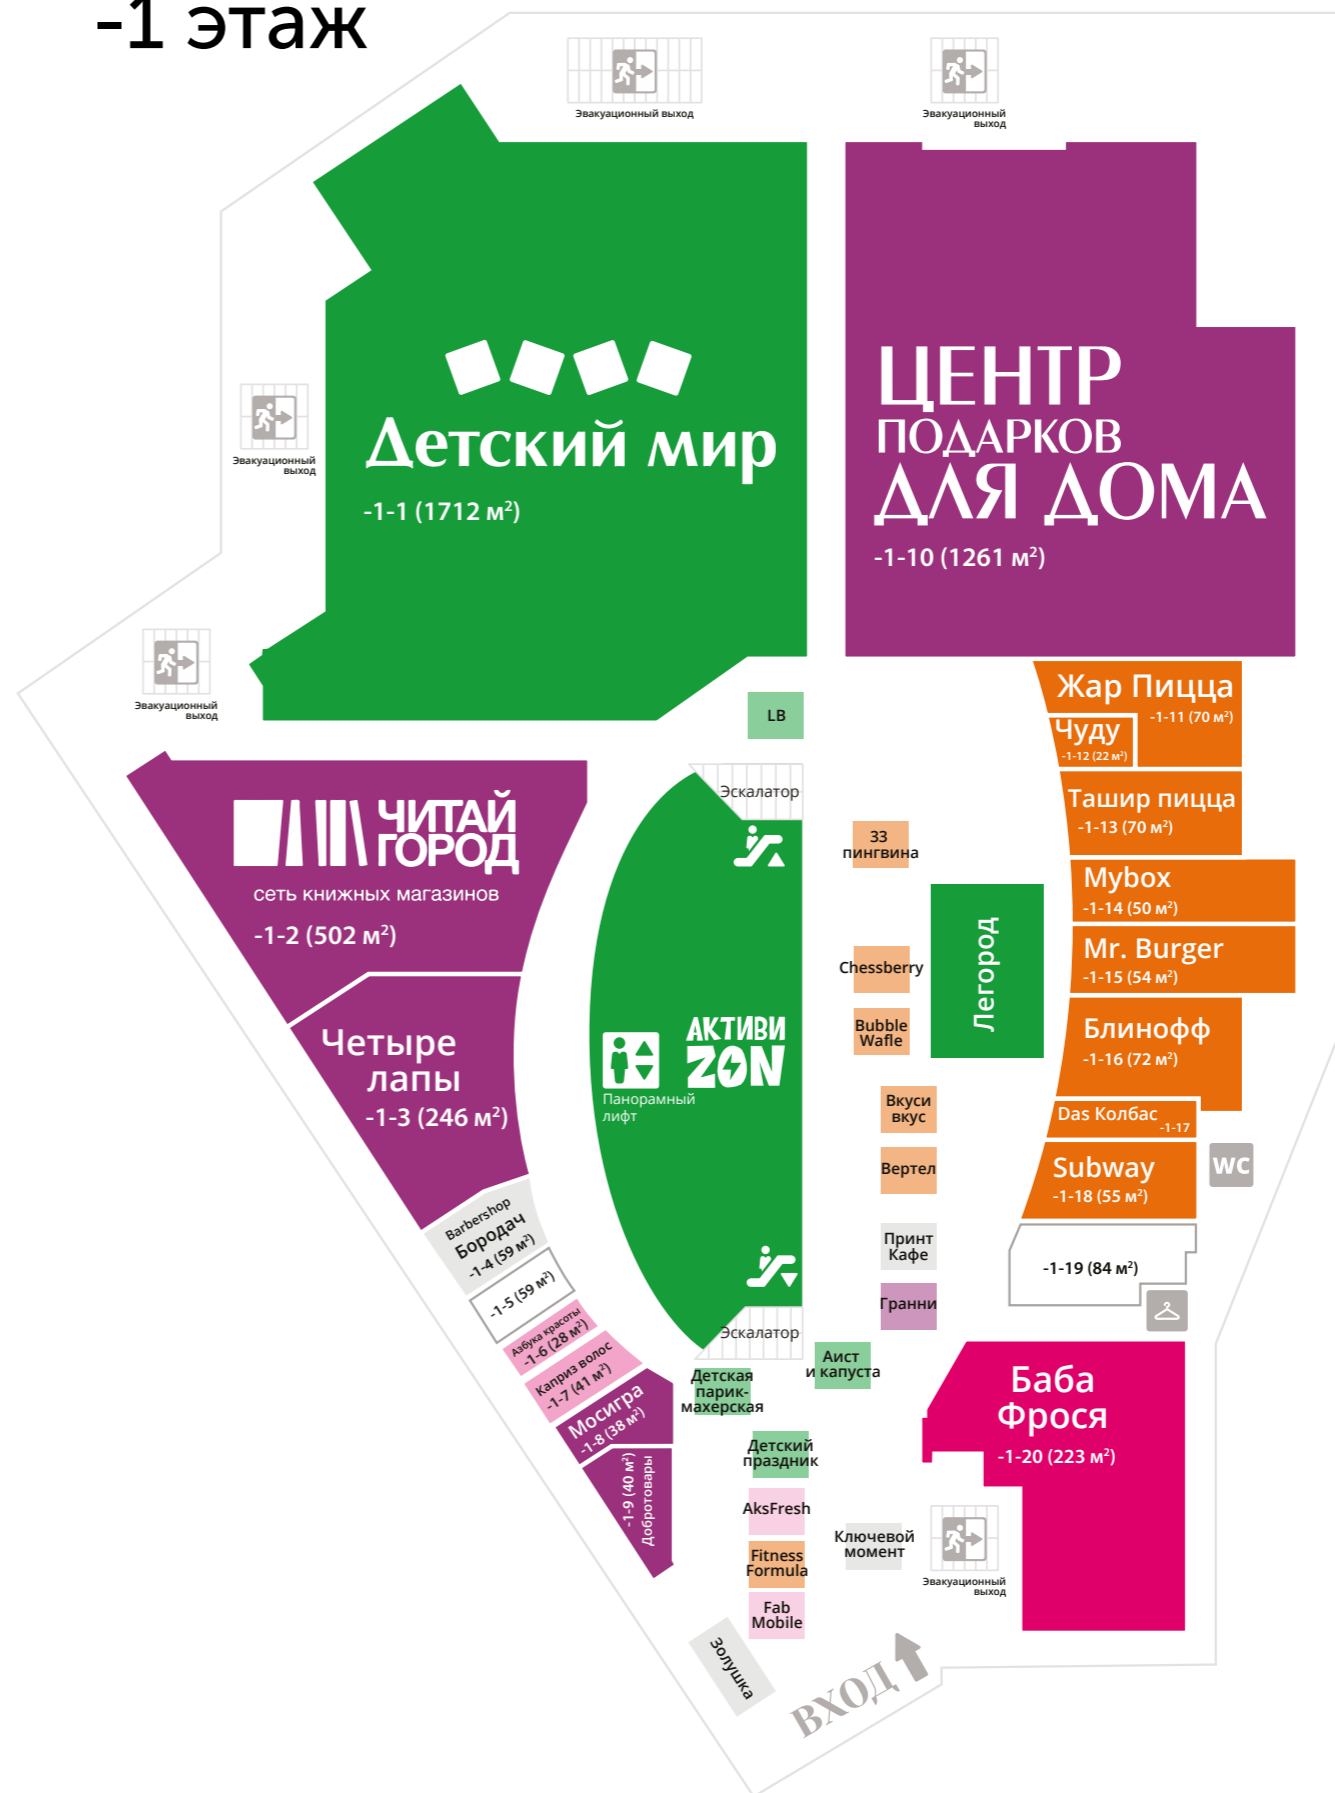 -1 этаж
Эвакуационный выход
Эвакуационный
выход
Детский мир
-1-1 (1712 м²)
ЦЕНТР
ПОДАРКОВ
ДЛЯ ДОМА
-1-10 (1261 м²)
Эвакуационный
выход
Эвакуационный
выход
LB
Жар Пицца
-1-11 (70 м²)
Чуду
-1-12 (22 м²)
Ташир пицца
-1-13 (70 м²)
Mybox
-1-14 (50 м²)
Mr. Burger
-1-15 (54 м²)
Блинофф
-1-16 (72 м²)
Das Колбас
-1-17
Subway
-1-18 (55 м²)
WC
-1-19 (84 м²)
ЧИТАЙ
ГОРОД
сеть книжных магазинов
-1-2 (502 м²)
Четыре
лапы
-1-3 (246 м²)
Эскалатор
АКТИВИ
ZON
Панорамный
лифт
Эскалатор
33
пингвина
Chessberry
Bubble
Wafle
Легород
Вкуси
вкус
Вертел
Принт
Кафе
Гранни
Barbershop
Бородач
-1-4 (59 м²)
-1-5 (59 м²)
Азбука красоты
-1-6 (28 м²)
Каприз волос
-1-7 (41 м²)
Мосигра
-1-8 (38 м²)
-1-9 (40 м²)
Добротовары
Аист
и капуста
Детская
парик-
махерская
Детский
праздник
AksFresh
Fitness
Formula
Fab
Mobile
Ключевой
момент
Баба
Фрося
-1-20 (223 м²)
Эвакуационный
выход
Золушка
ВХОД